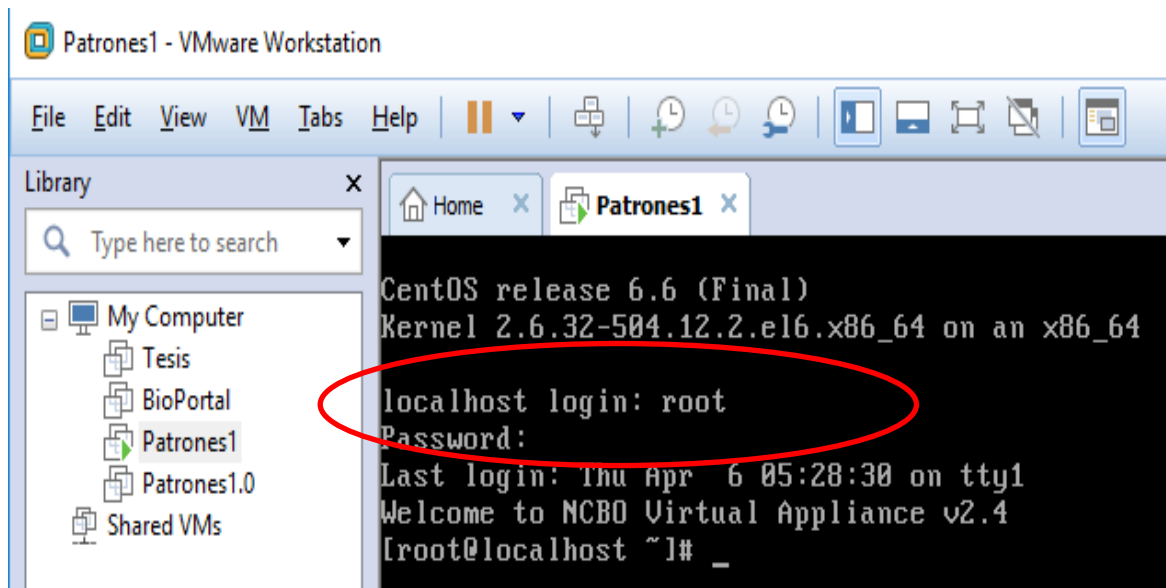 Patrones1 - VMware Workstation
File Edit View VM Tabs Help
Library x
Type here to search
My Computer
Tesis
BioPortal
Patrones1
Patrones1.0
Shared VMs
Home × Patrones1 ×
CentOS release 6.6 (Final)
Kernel 2.6.32-504.12.2.el6.x86_64 on an x86_64
localhost login: root
Password:
Last login: Thu Apr  6 05:28:30 on tty1
Welcome to NCBO Virtual Appliance v2.4
[root@localhost ~]# _